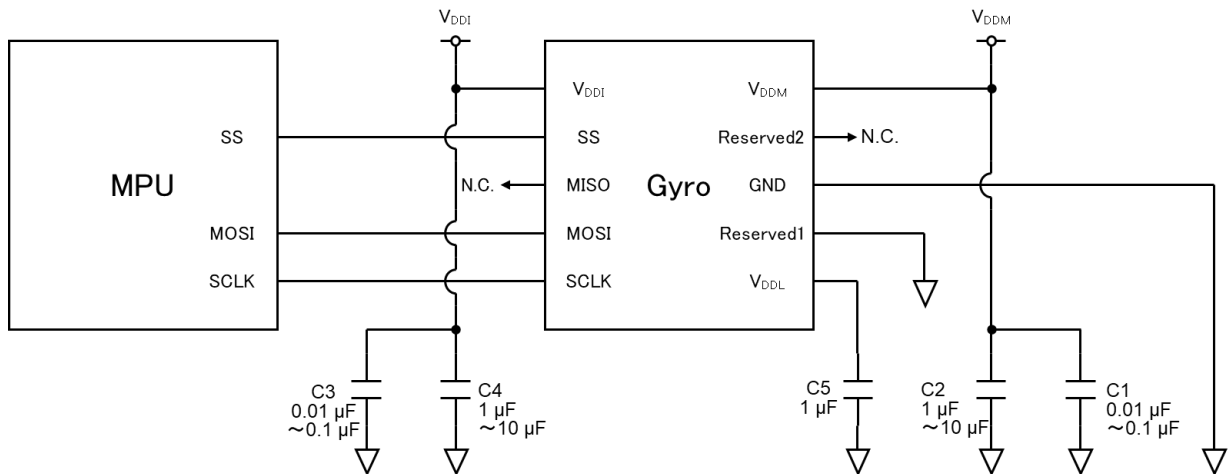 VDDI
VDDM
VDDI
VDDM
SS
SS
Reserved2
N.C.
MPU
N.C.
MISO
Gyro
GND
MOSI
MOSI
Reserved1
SCLK
SCLK
VDDL
C3
0.01 µF
~0.1 µF
C4
1 µF
~10 µF
C5
1 µF
C2
1 µF
~10 µF
C1
0.01 µF
~0.1 µF